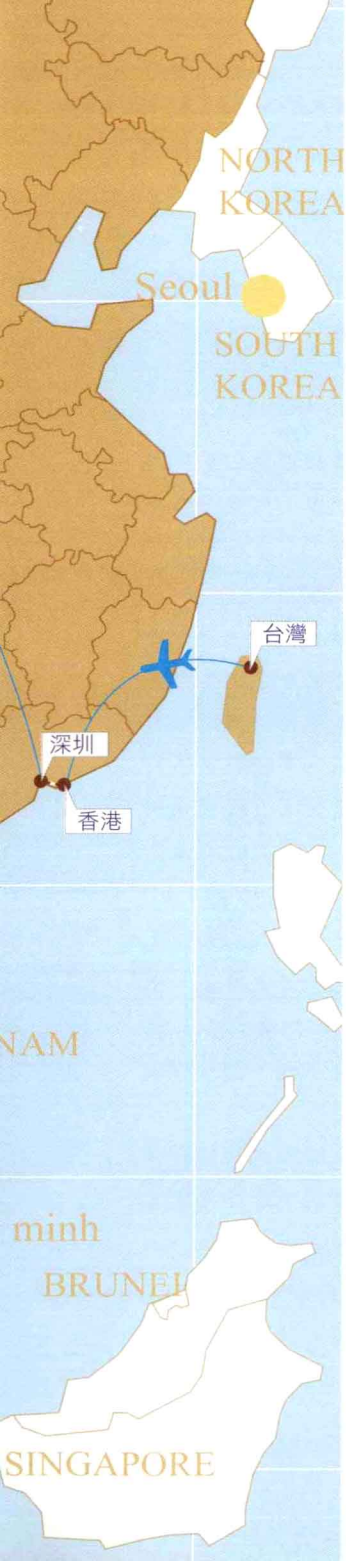 NORTH
KOREA
Seoul
SOUTH
KOREA
台灣
深圳
香港
NAM
minh
BRUNEI
SINGAPORE